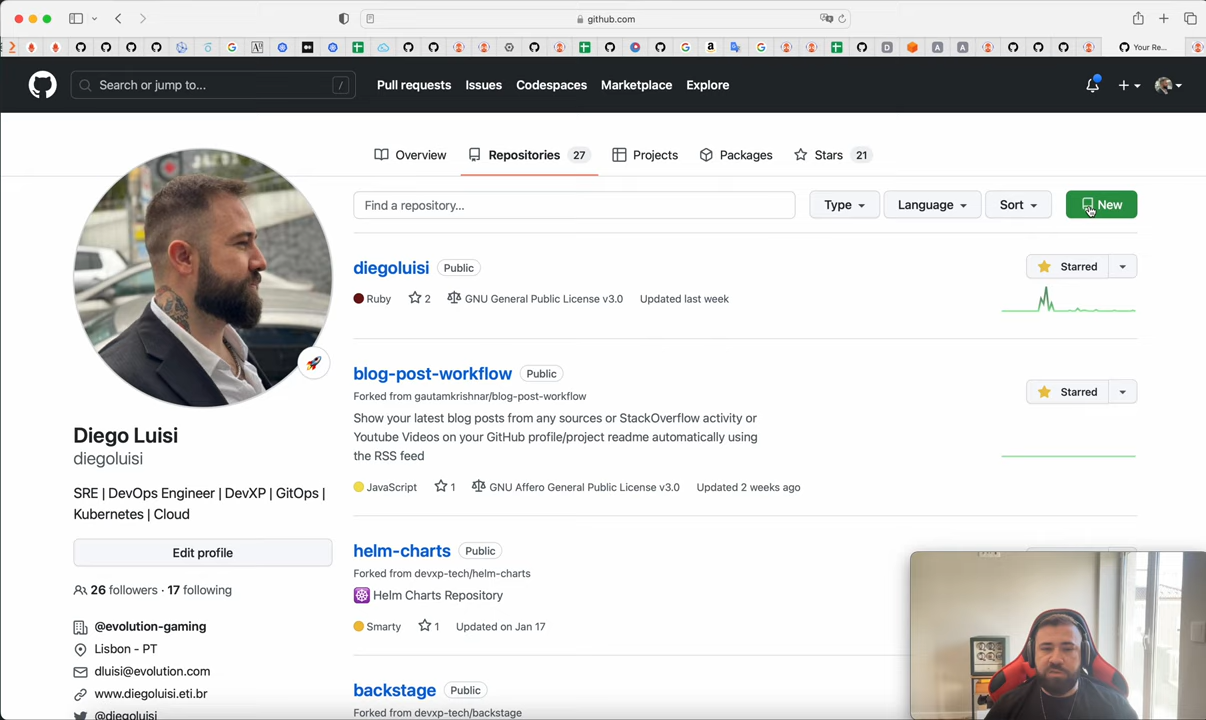 github.com
Search or jump to...
/
Pull requests
Issues
Codespaces
Marketplace
Explore
Your Re...
Overview
Repositories 27
Projects
Packages
Stars 21
Find a repository...
Type
Language
Sort
New
diegoluisi Public
Starred
Ruby 2 GNU General Public License v3.0 Updated last week
blog-post-workflow Public
Forked from gautamkrishnar/blog-post-workflow
Starred
Show your latest blog posts from any sources or StackOverflow activity or
Youtube Videos on your GitHub profile/project readme automatically using
the RSS feed
JavaScript 1 GNU Affero General Public License v3.0 Updated 2 weeks ago
helm-charts Public
Forked from devxp-tech/helm-charts
Helm Charts Repository
Smarty 1 Updated on Jan 17
backstage Public
Forked from devxp-tech/backstage
Diego Luisi
diegoluisi
SRE | DevOps Engineer | DevXP | GitOps |
Kubernetes | Cloud
Edit profile
26 followers · 17 following
@evolution-gaming
Lisbon - PT
dluisi@evolution.com
www.diegoluisi.eti.br
@diegoluisi